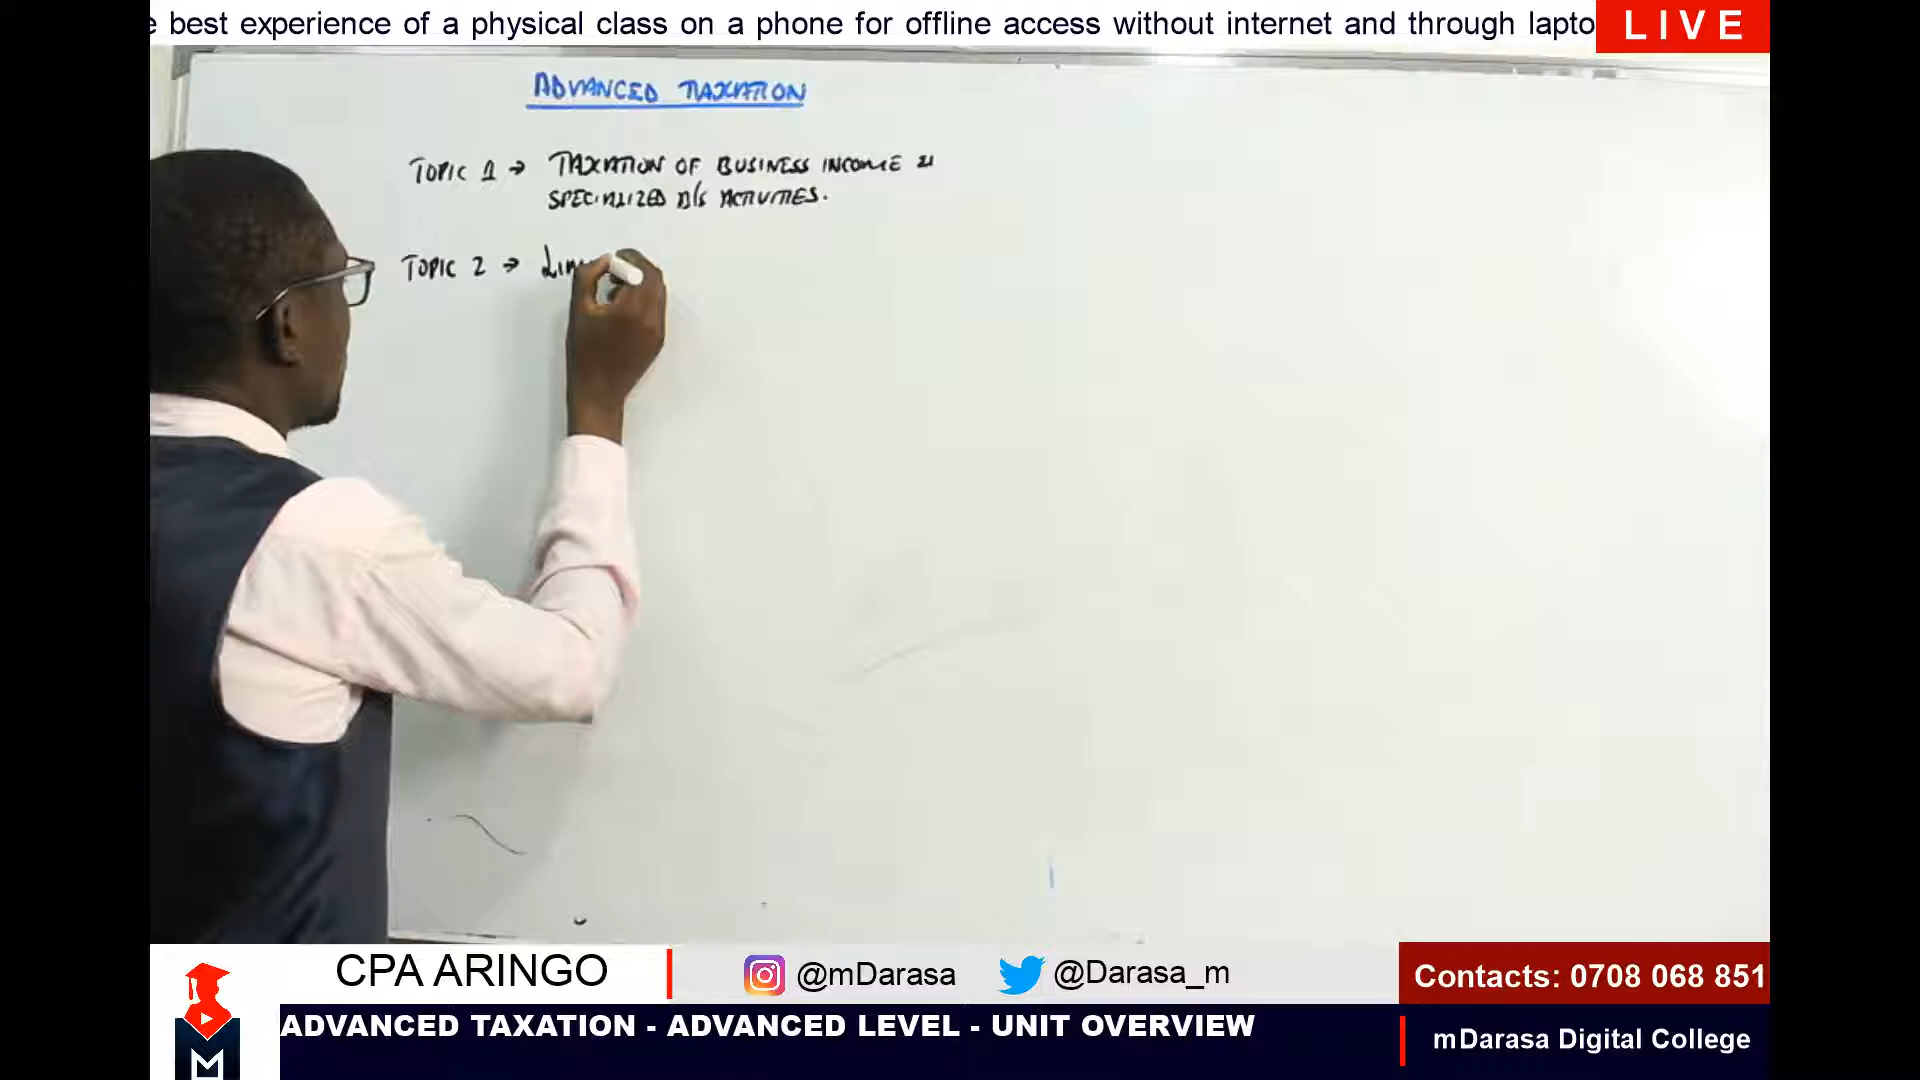 best experience of a physical class on a phone for offline access without internet and through lapto
LIVE
ADVANCED TAXATION
TOPIC 1 → TAXATION OF BUSINESS INCOME &
SPECIALIZED B/S ACTIVITIES.
TOPIC 2 →
CPA ARINGO
@mDarasa
@Darasa_m
Contacts: 0708 068 851
M
ADVANCED TAXATION - ADVANCED LEVEL - UNIT OVERVIEW
mDarasa Digital College